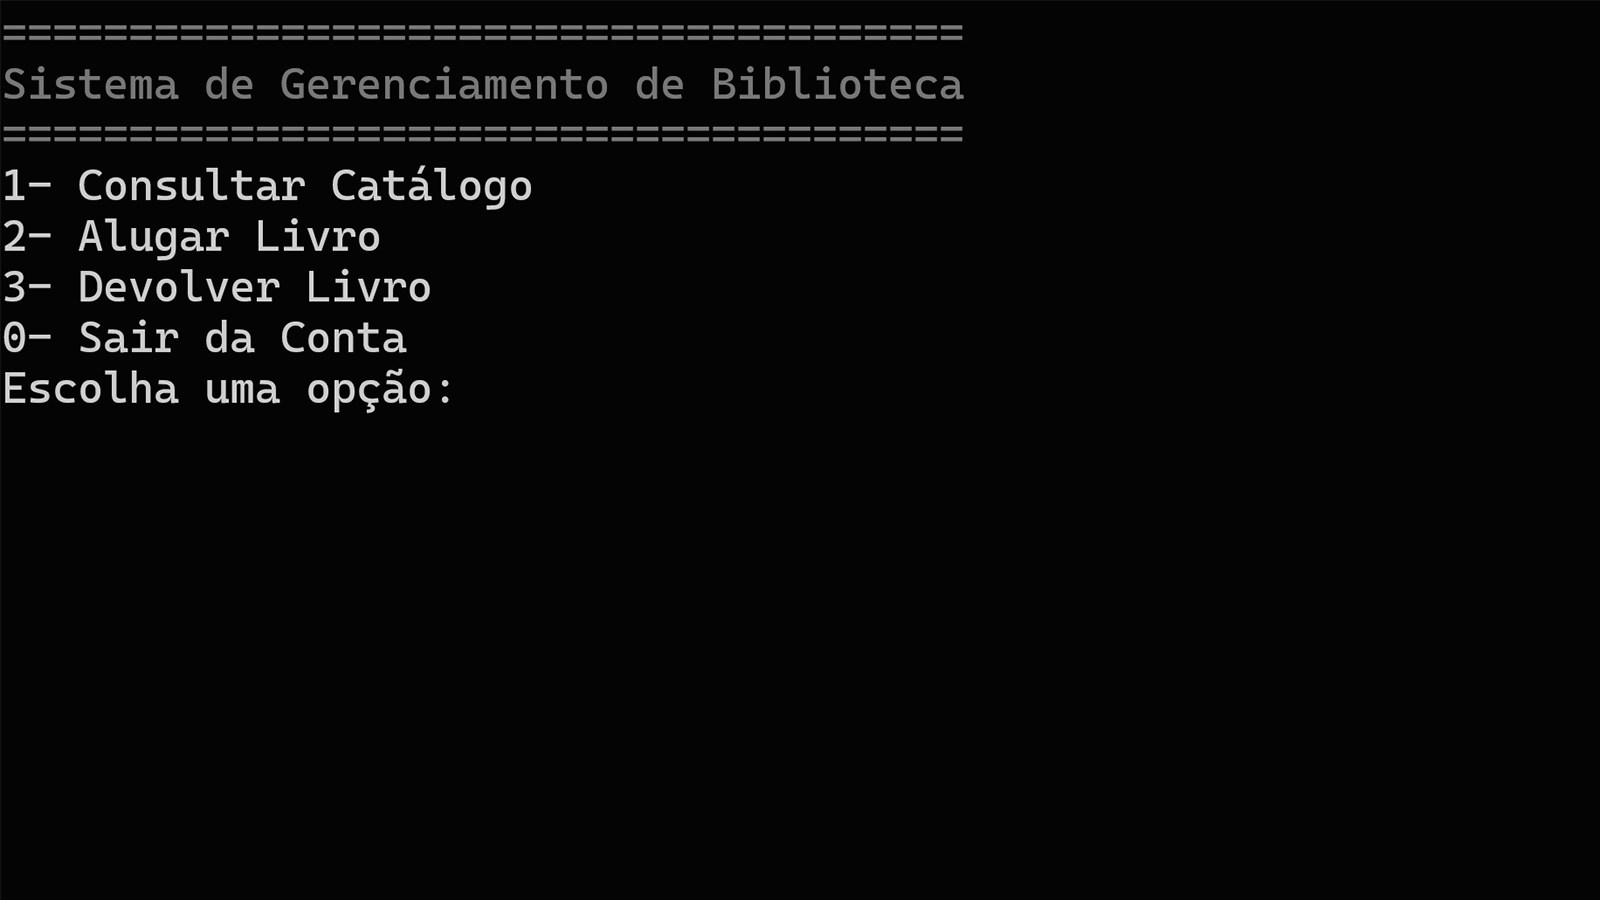 ======================================
Sistema de Gerenciamento de Biblioteca
======================================
1- Consultar Catálogo
2- Alugar Livro
3- Devolver Livro
0- Sair da Conta
Escolha uma opção: